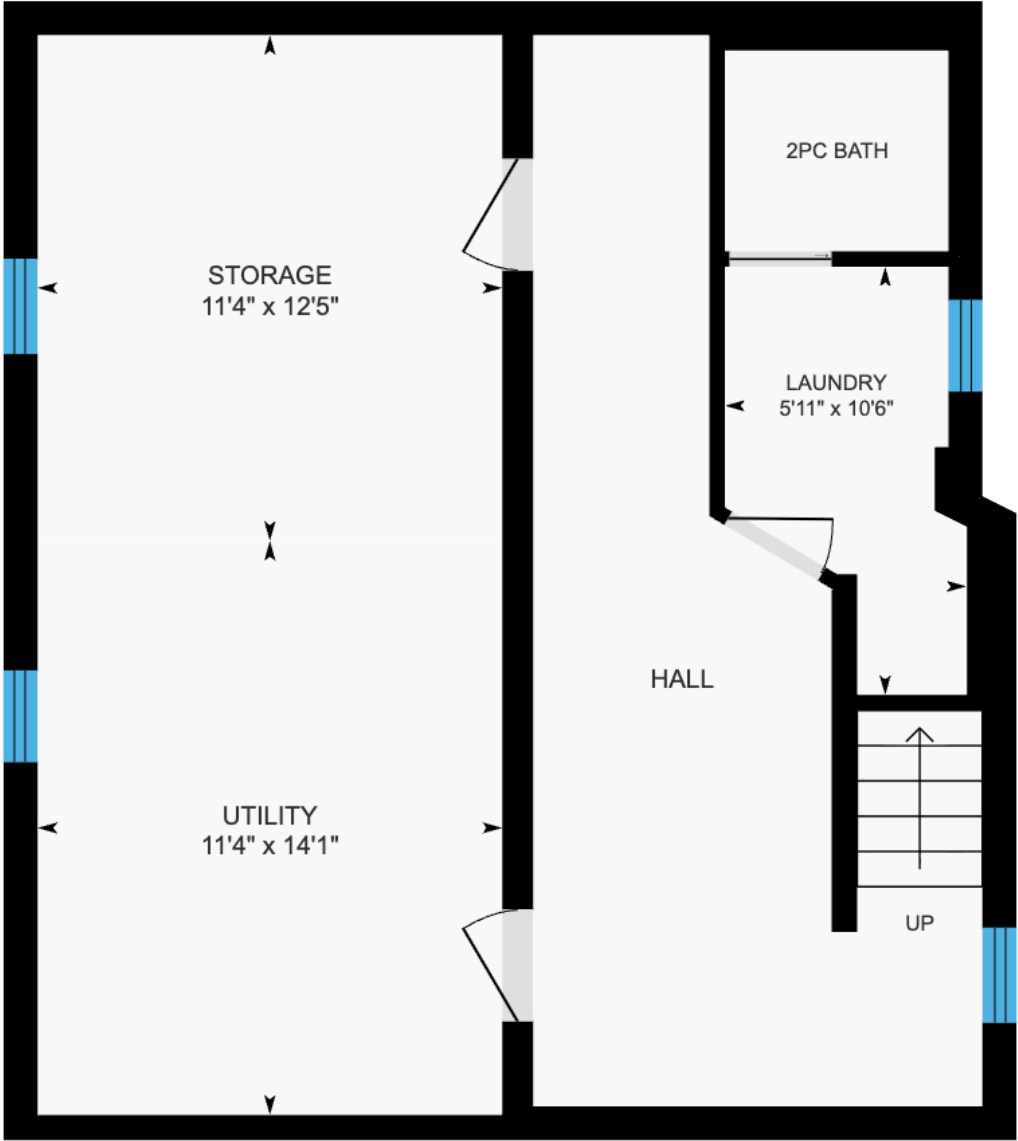 2PC BATH
STORAGE
11'4" x 12'5"
LAUNDRY
5'11" x 10'6"
HALL
UTILITY
11'4" x 14'1"
UP